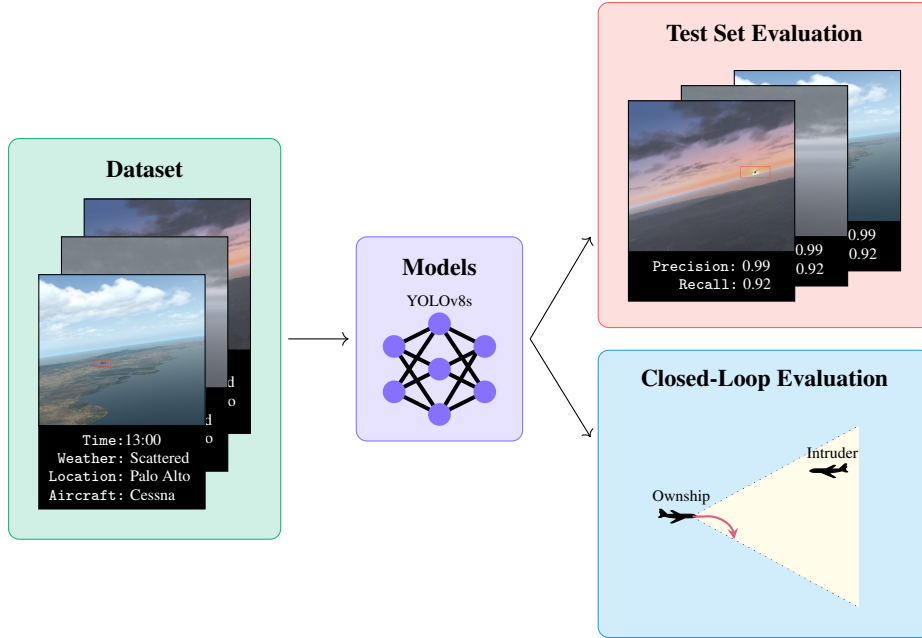 Dataset
Time:13:00
Weather: Scattered
Location: Palo Alto
Aircraft: Cessna
Models
YOLOv8s
Test Set Evaluation
Precision: 0.99
Recall: 0.92
0.99
0.92
0.99
0.92
Closed-Loop Evaluation
Intruder
Ownship